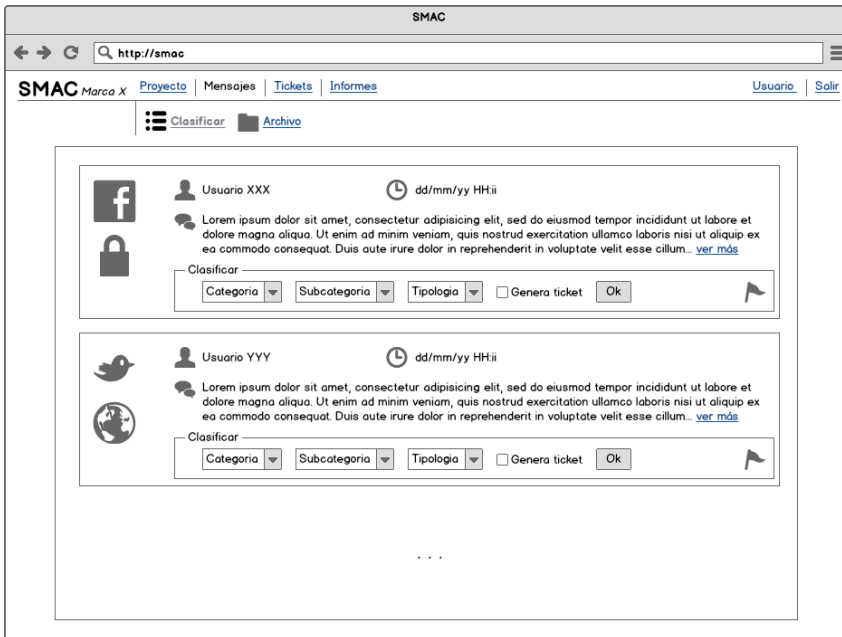 SMAC
http://smac
SMAC Marca X Proyecto Mensajes Tickets Informes Usuario Salir
Clasificar Archivo
Usuario XXX dd/mm/yy HH:ii
Lorem ipsum dolor sit amet, consectetur adipisicing elit, sed do eiusmod tempor incididunt ut labore et
dolore magna aliqua. Ut enim ad minim veniam, quis nostrud exercitation ullamco laboris nisi ut aliquip ex
ea commodo consequat. Duis aute irure dolor in reprehenderit in voluptate velit esse cillum... ver más
Clasificar
Categoria Subcategoria Tipologia Genera ticket Ok
Usuario YYY dd/mm/yy HH:ii
Lorem ipsum dolor sit amet, consectetur adipisicing elit, sed do eiusmod tempor incididunt ut labore et
dolore magna aliqua. Ut enim ad minim veniam, quis nostrud exercitation ullamco laboris nisi ut aliquip ex
ea commodo consequat. Duis aute irure dolor in reprehenderit in voluptate velit esse cillum... ver más
Clasificar
Categoria Subcategoria Tipologia Genera ticket Ok
. . .